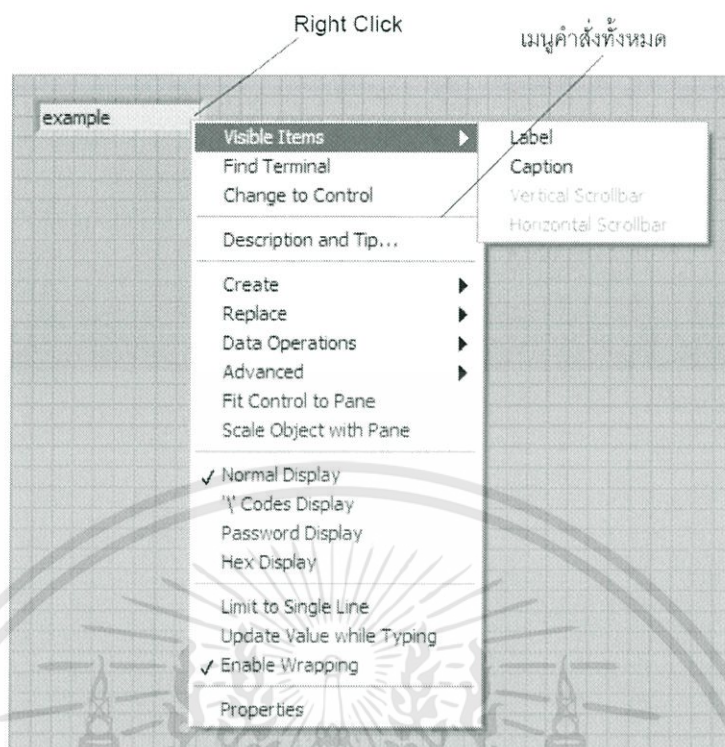 Right Click
เมนูคำสั่งทั้งหมด
example
Visible Items
Find Terminal
Change to Control
Description and Tip...
Create
Replace
Data Operations
Advanced
Fit Control to Pane
Scale Object with Pane
Normal Display
'\' Codes Display
Password Display
Hex Display
Limit to Single Line
Update Value while Typing
Enable Wrapping
Properties
Label
Caption
Vertical Scrollbar
Horizontal Scrollbar